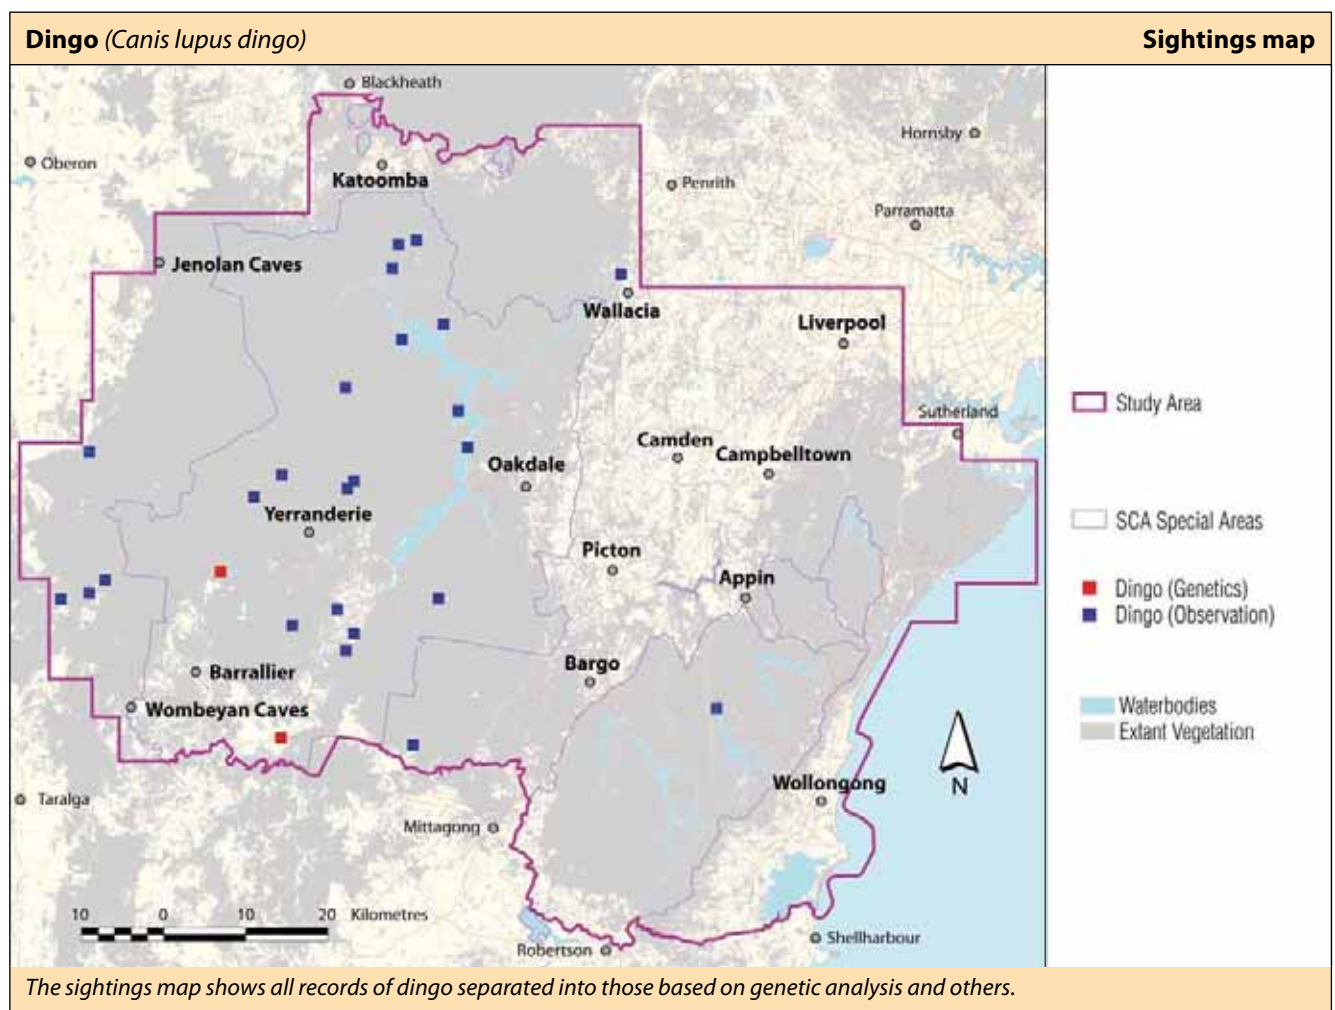 Dingo (Canis lupus dingo) Sightings map
Blackheath
Hornsby
Oberon
Katoomba
Penrith
Parramatta
Jenolan Caves
Wallacia
Liverpool
Study Area
Sutherland
Camden
Campbelltown
Oakdale
Yerranderie
SCA Special Areas
Picton
Appin
Dingo (Genetics)
Dingo (Observation)
Bargo
Barrallier
Wombeyan Caves
Waterbodies
Extant Vegetation
Wollongong
N
Taralga
Mittagong
10 0 10 20 Kilometres
Robertson
Shellharbour
The sightings map shows all records of dingo separated into those based on genetic analysis and others.